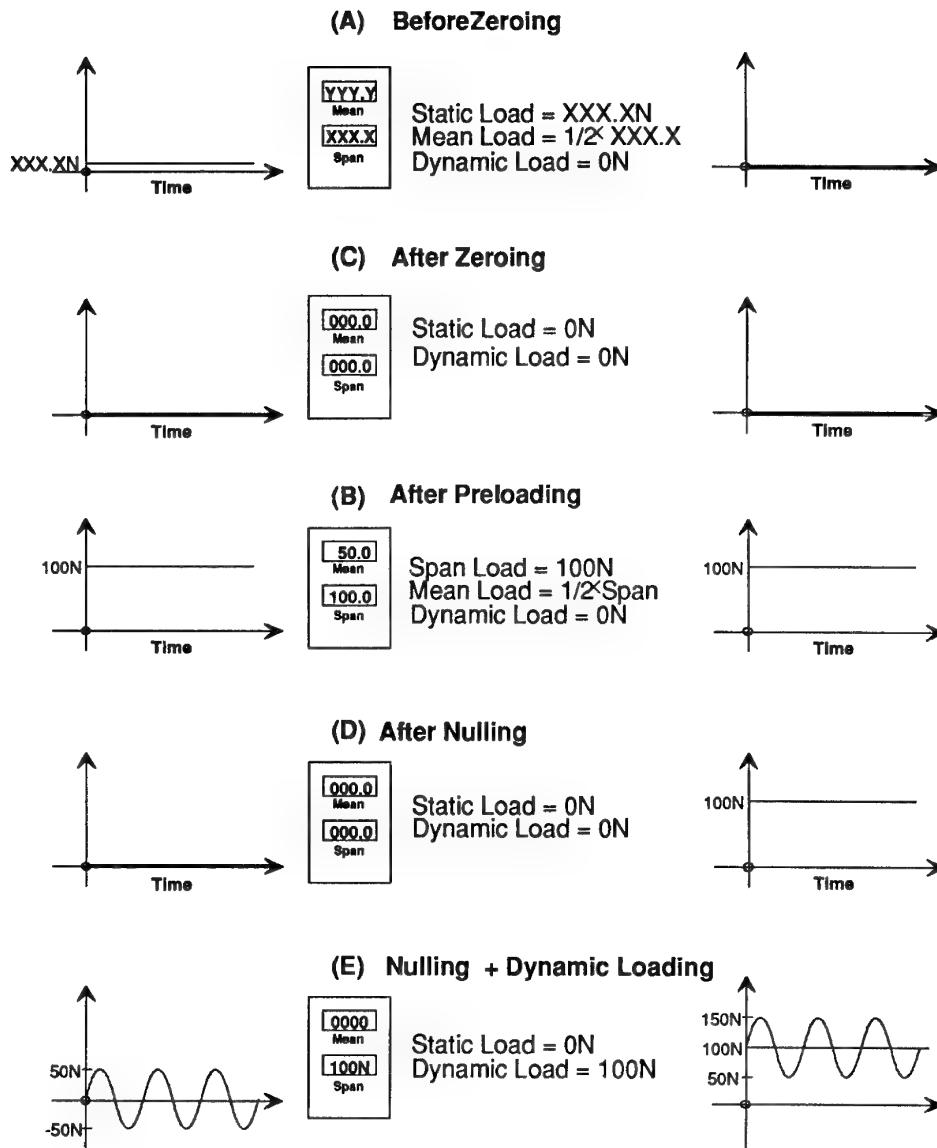 (A) BeforeZeroing
XXX.XN
Time
YYY.Y
Mean
XXX.X
Span
Static Load = XXX.XN
Mean Load = 1/2× XXX.X
Dynamic Load = 0N
Time
(C) After Zeroing
Time
000.0
Mean
000.0
Span
Static Load = 0N
Dynamic Load = 0N
Time
(B) After Preloading
100N
Time
50.0
Mean
100.0
Span
Span Load = 100N
Mean Load = 1/2×Span
Dynamic Load = 0N
100N
Time
(D) After Nulling
Time
000.0
Mean
000.0
Span
Static Load = 0N
Dynamic Load = 0N
100N
Time
(E) Nulling + Dynamic Loading
50N
-50N
0000
Mean
100N
Span
Static Load = 0N
Dynamic Load = 100N
150N
100N
50N